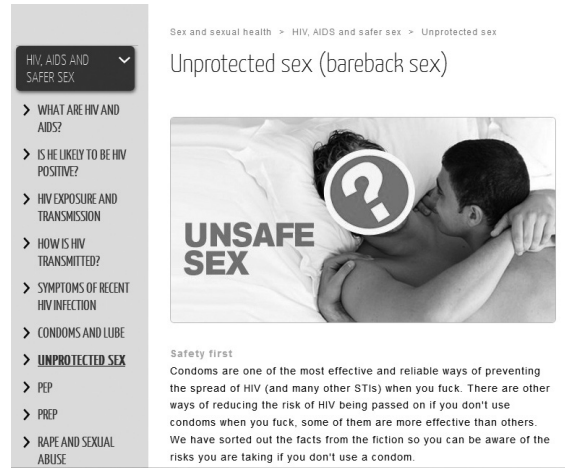 HIV, AIDS AND
SAFER SEX
WHAT ARE HIV AND
AIDS?
IS HE LIKELY TO BE HIV
POSITIVE?
HIV EXPOSURE AND
TRANSMISSION
HOW IS HIV
TRANSMITTED?
SYMPTOMS OF RECENT
HIV INFECTION
CONDOMS AND LUBE
UNPROTECTED SEX
PEP
PREP
RAPE AND SEXUAL
ABUSE
Sex and sexual health > HIV, AIDS and safer sex > Unprotected sex
Unprotected sex (bareback sex)
?
UNSAFE
SEX
Safety first
Condoms are one of the most effective and reliable ways of preventing
the spread of HIV (and many other STIs) when you fuck. There are other
ways of reducing the risk of HIV being passed on if you don't use
condoms when you fuck, some of them are more effective than others.
We have sorted out the facts from the fiction so you can be aware of the
risks you are taking if you don't use a condom.